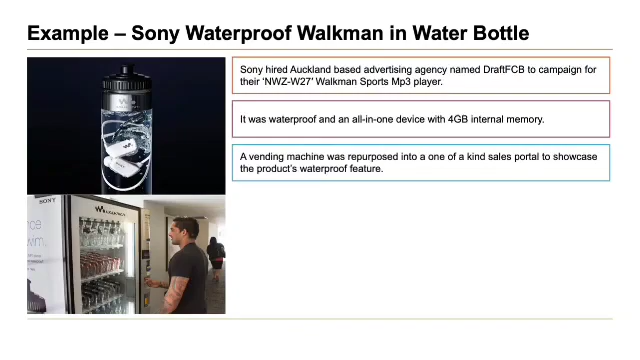 Example – Sony Waterproof Walkman in Water Bottle
Sony hired Auckland based advertising agency named DraftFCB to campaign for
their ‘NWZ-W27’ Walkman Sports Mp3 player.
It was waterproof and an all-in-one device with 4GB internal memory.
A vending machine was repurposed into a one of a kind sales portal to showcase
the product's waterproof feature.
SONY
WALKMAN